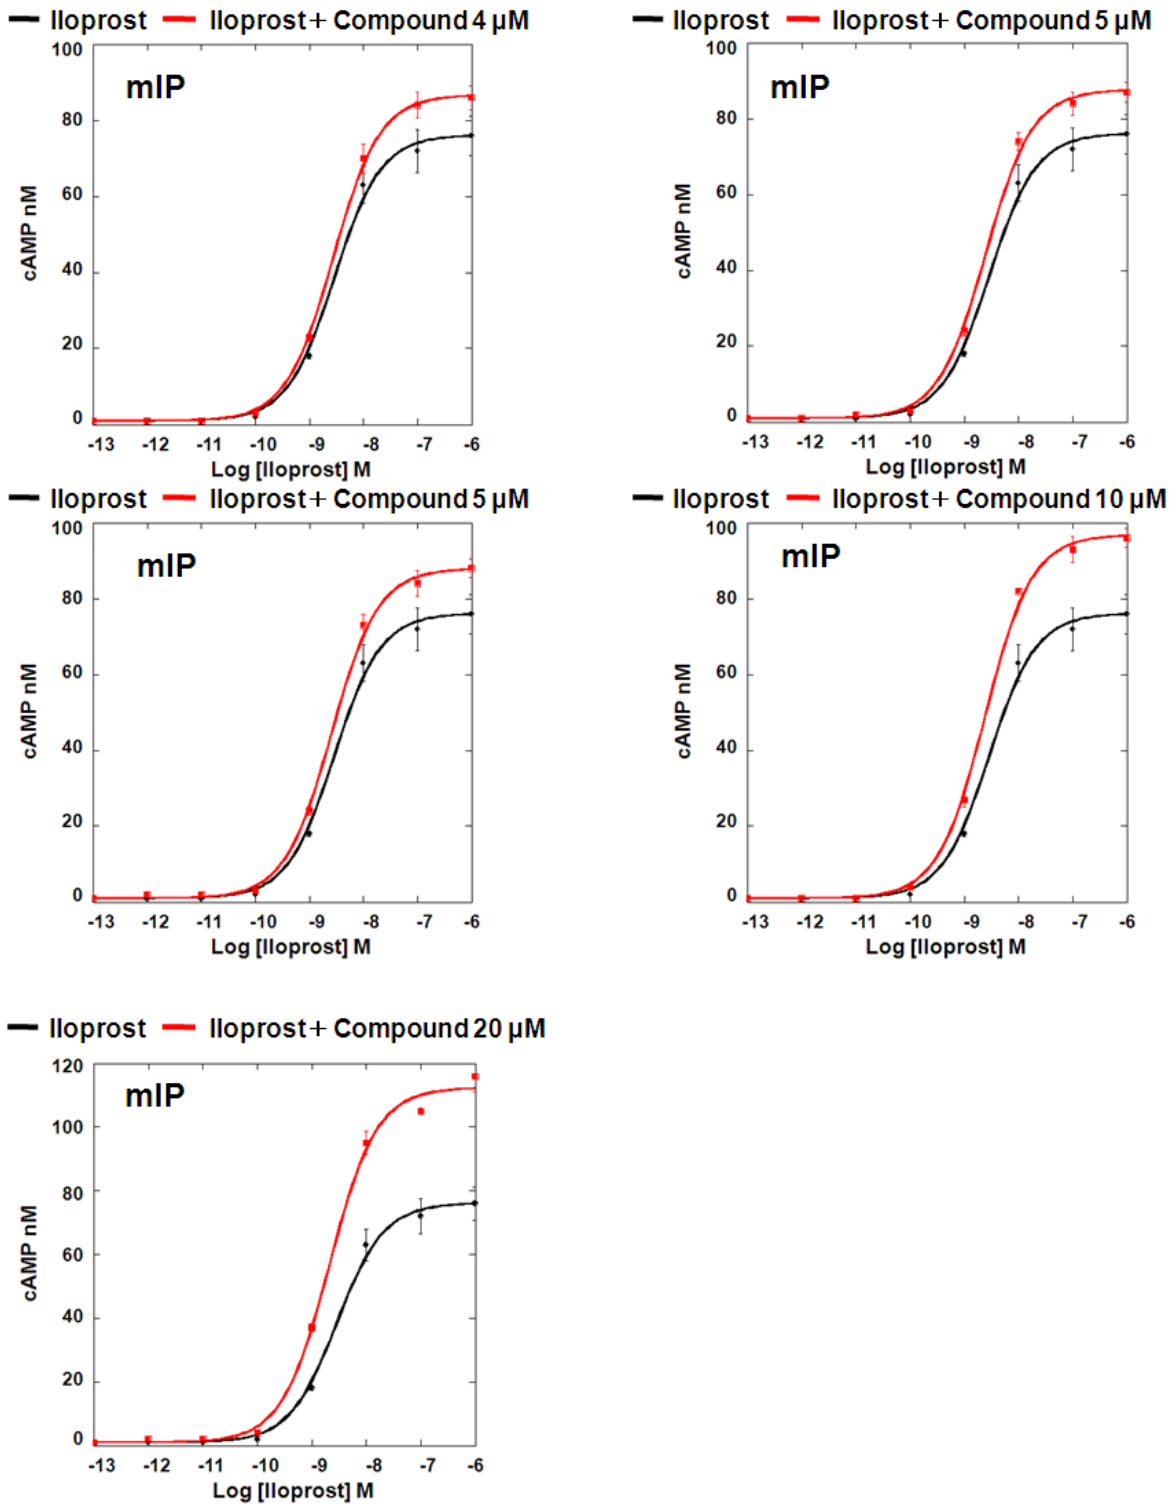 Iloprost Iloprost + Compound 4 µM
100
80
60
40
20
0
cAMP nM
mIP
-13 -12 -11 -10 -9 -8 -7 -6
Log [Iloprost] M
Iloprost Iloprost + Compound 5 µM
100
80
60
40
20
0
cAMP nM
mIP
-13 -12 -11 -10 -9 -8 -7 -6
Log [Iloprost] M
Iloprost Iloprost + Compound 5 µM
100
80
60
40
20
0
cAMP nM
mIP
-13 -12 -11 -10 -9 -8 -7 -6
Log [Iloprost] M
Iloprost Iloprost + Compound 10 µM
100
80
60
40
20
0
cAMP nM
mIP
-13 -12 -11 -10 -9 -8 -7 -6
Log [Iloprost] M
Iloprost Iloprost + Compound 20 µM
120
100
80
60
40
20
0
cAMP nM
mIP
-13 -12 -11 -10 -9 -8 -7 -6
Log [Iloprost] M